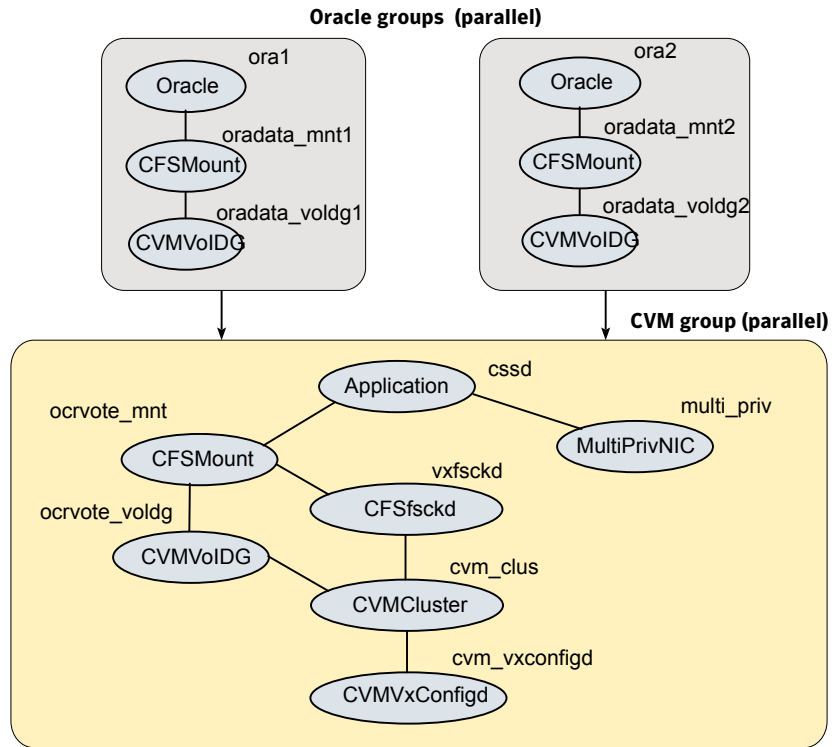 Oracle groups (parallel)
ora1
Oracle
oradata_mnt1
CFSMount
oradata_voldg1
CVMVolDG
ora2
Oracle
oradata_mnt2
CFSMount
oradata_voldg2
CVMVolDG
CVM group (parallel)
cssd
Application
ocrvote_mnt
multi_priv
CFSMount
MultiPrivNIC
vxfsckd
ocrvote_voldg
CFSfsckd
CVMVolDG
cvm_clus
CVMCluster
cvm_vxconfigd
CVMVxConfigd